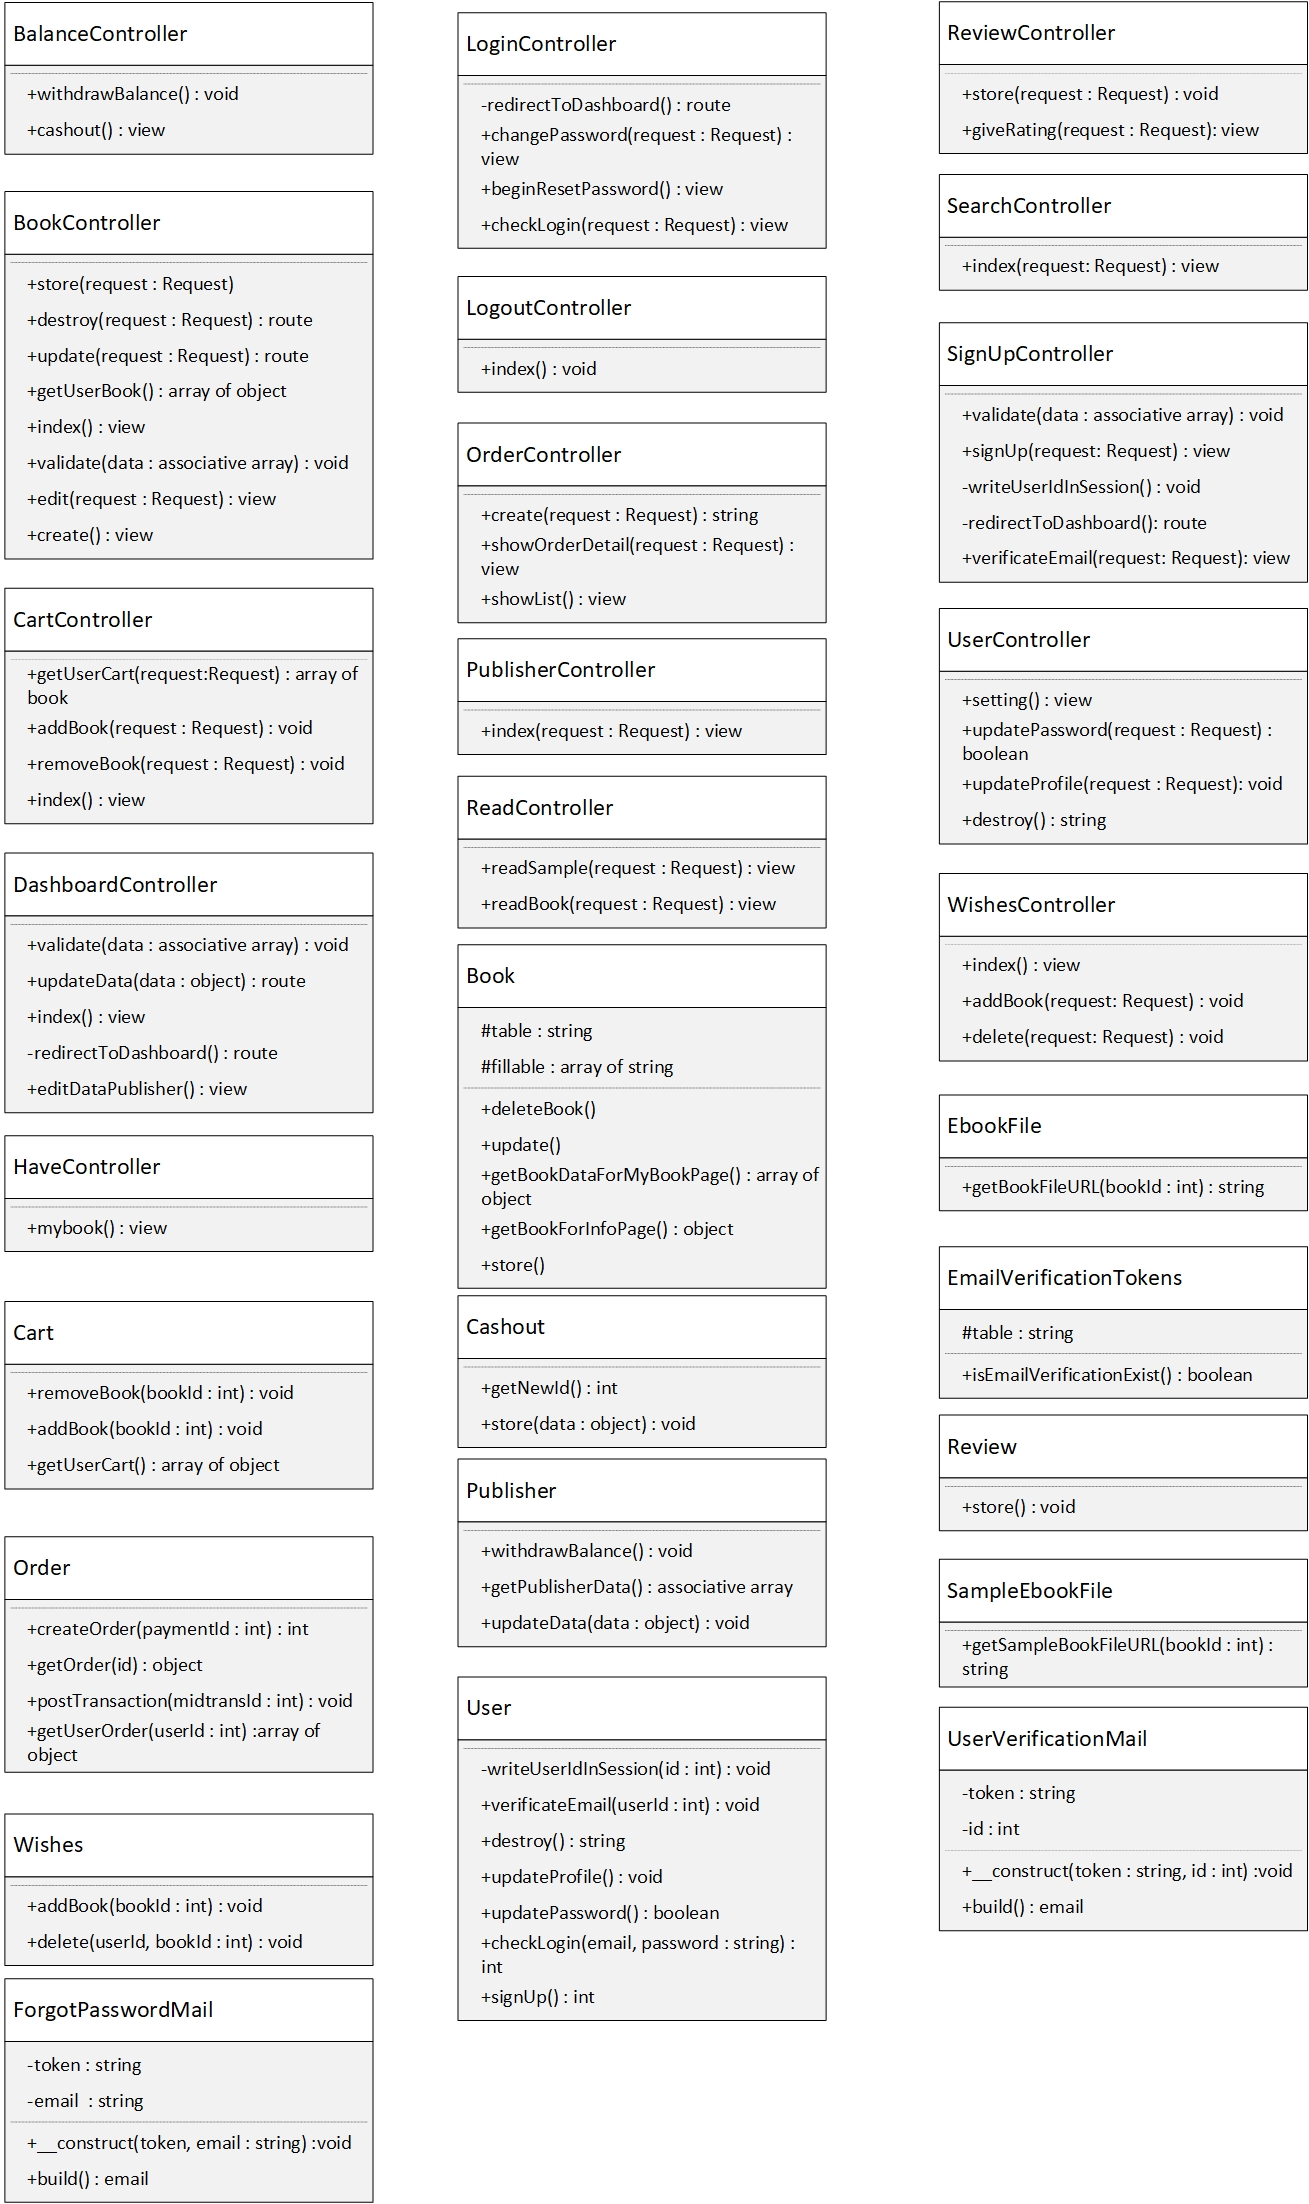 BalanceController
+withdrawBalance() : void
+cashout() : view
BookController
+store(request : Request)
+destroy(request : Request) : route
+update(request : Request) : route
+getUserBook() : array of object
+index() : view
+validate(data : associative array) : void
+edit(request : Request) : view
+create() : view
CartController
+getUserCart(request:Request) : array of
book
+addBook(request : Request) : void
+removeBook(request : Request) : void
+index() : view
DashboardController
+validate(data : associative array) : void
+updateData(data : object) : route
+index() : view
-redirectToDashboard() : route
+editDataPublisher() : view
HaveController
+mybook() : view
Cart
+removeBook(bookId : int) : void
+addBook(bookId : int) : void
+getUserCart() : array of object
Order
+createOrder(paymentId : int) : int
+getOrder(id) : object
+postTransaction(midtransId : int) : void
+getUserOrder(userId : int) :array of
object
Wishes
+addBook(bookId : int) : void
+delete(userId, bookId : int) : void
ForgotPasswordMail
-token : string
-email  : string
+__construct(token, email : string) :void
+build() : email
LoginController
-redirectToDashboard() : route
+changePassword(request : Request) :
view
+beginResetPassword() : view
+checkLogin(request : Request) : view
LogoutController
+index() : void
OrderController
+create(request : Request) : string
+showOrderDetail(request : Request) :
view
+showList() : view
PublisherController
+index(request : Request) : view
ReadController
+readSample(request : Request) : view
+readBook(request : Request) : view
Book
#table : string
#fillable : array of string
+deleteBook()
+update()
+getBookDataForMyBookPage() : array of
object
+getBookForInfoPage() : object
+store()
Cashout
+getNewId() : int
+store(data : object) : void
Publisher
+withdrawBalance() : void
+getPublisherData() : associative array
+updateData(data : object) : void
User
-writeUserIdInSession(id : int) : void
+verificateEmail(userId : int) : void
+destroy() : string
+updateProfile() : void
+updatePassword() : boolean
+checkLogin(email, password : string) :
int
+signUp() : int
ReviewController
+store(request : Request) : void
+giveRating(request : Request): view
SearchController
+index(request: Request) : view
SignUpController
+validate(data : associative array) : void
+signUp(request: Request) : view
-writeUserIdInSession() : void
-redirectToDashboard(): route
+verificateEmail(request: Request): view
UserController
+setting() : view
+updatePassword(request : Request) :
boolean
+updateProfile(request : Request): void
+destroy() : string
WishesController
+index() : view
+addBook(request: Request) : void
+delete(request: Request) : void
EbookFile
+getBookFileURL(bookId : int) : string
EmailVerificationTokens
#table : string
+isEmailVerificationExist() : boolean
Review
+store() : void
SampleEbookFile
+getSampleBookFileURL(bookId : int) :
string
UserVerificationMail
-token : string
-id : int
+__construct(token : string, id : int) :void
+build() : email